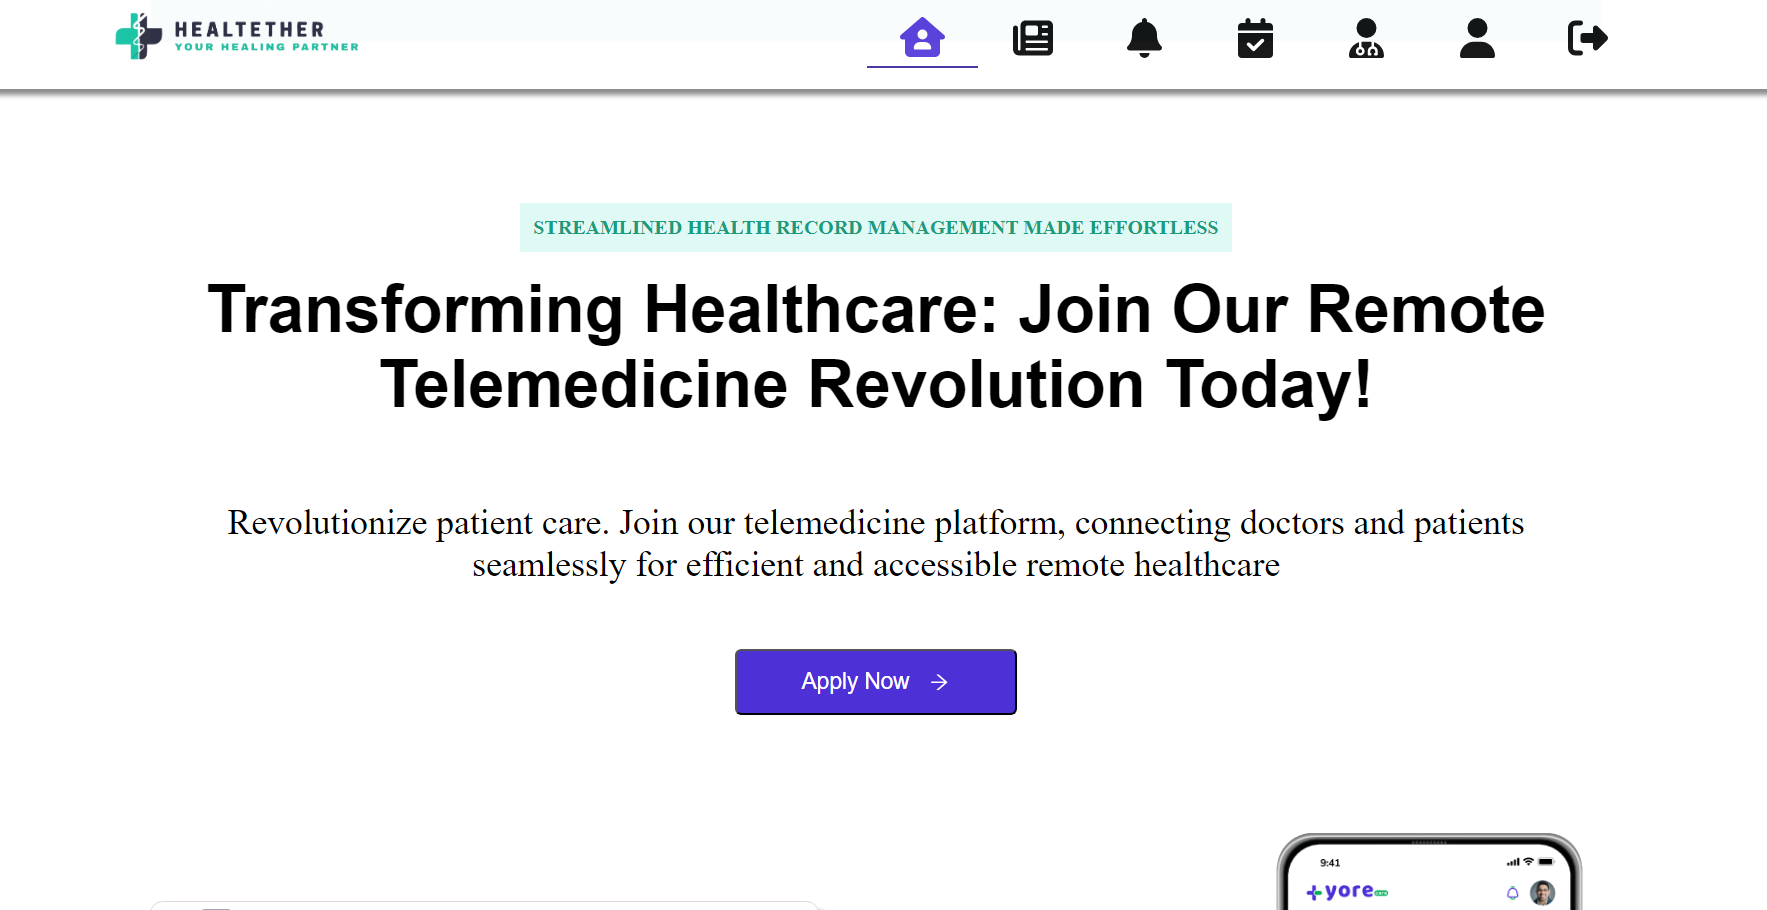 HEALTETHER
YOUR HEALING PARTNER
STREAMLINED HEALTH RECORD MANAGEMENT MADE EFFORTLESS
Transforming Healthcare: Join Our Remote
Telemedicine Revolution Today!
Revolutionize patient care. Join our telemedicine platform, connecting doctors and patients
seamlessly for efficient and accessible remote healthcare
Apply Now
9:41
yore